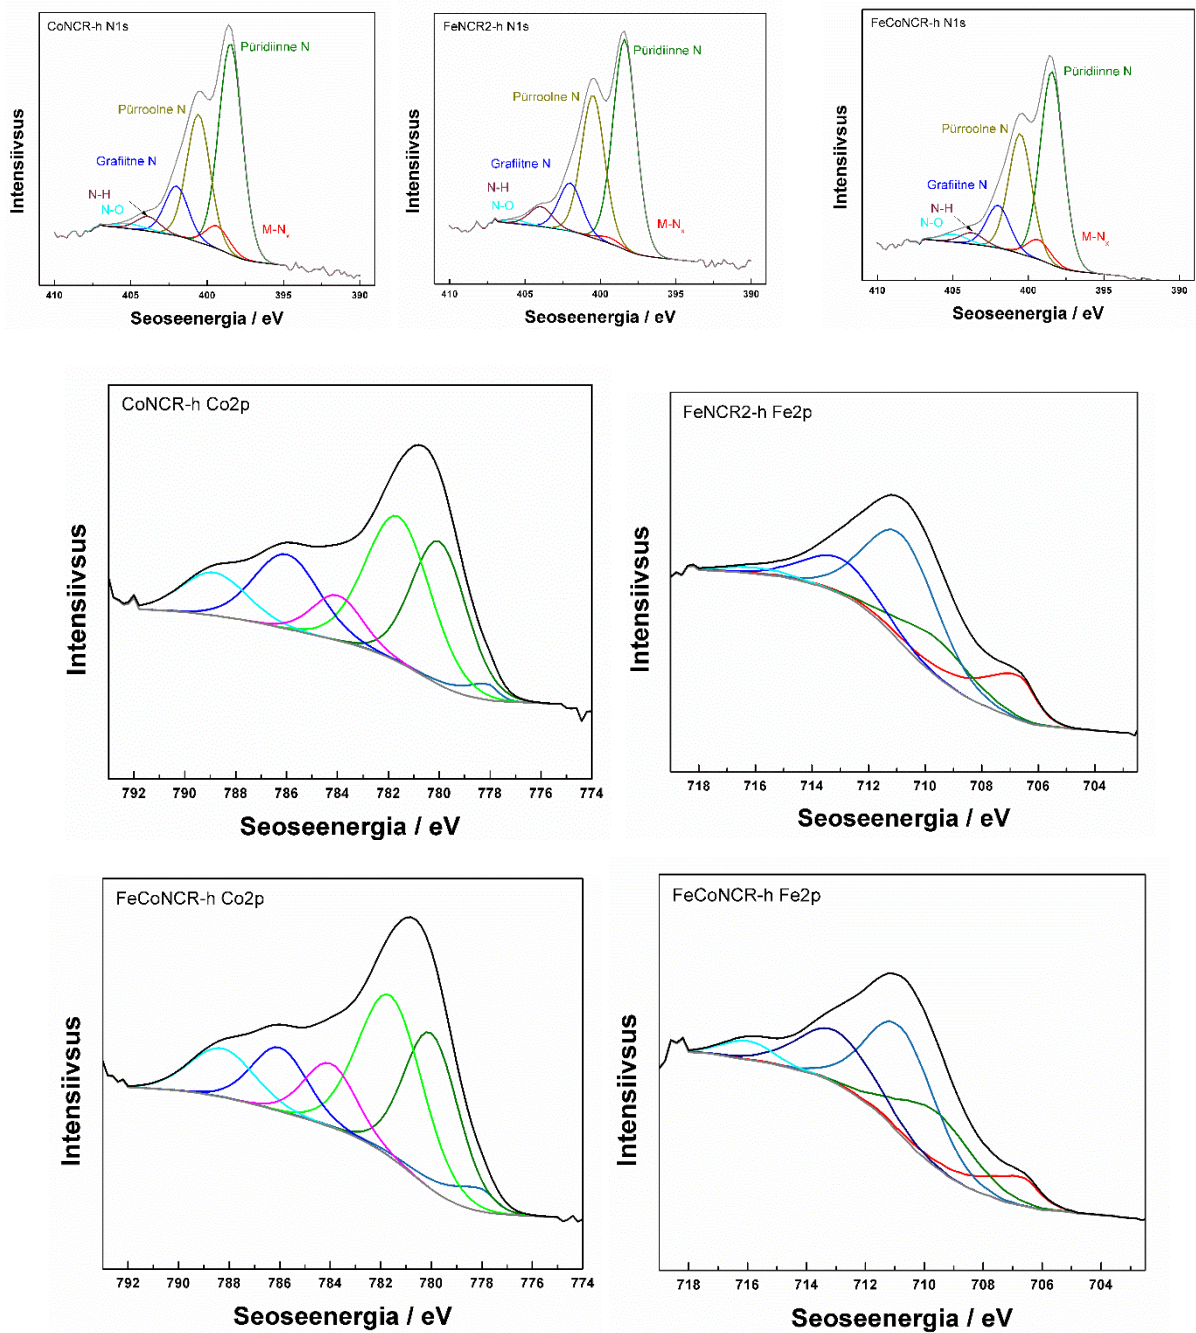 CoNCR-h N1s
Püridiinne N
Pürroolne N
Grafiitne N
N-H
N-O
M-Nx
Intensiivsus
410 405 400 395 390
Seoseenergia / eV
FeNCR2-h N1s
Püridiinne N
Pürroolne N
Grafiitne N
N-H
N-O
M-Nx
Intensiivsus
410 405 400 395 390
Seoseenergia / eV
FeCoNCR-h N1s
Püridiinne N
Pürroolne N
Grafiitne N
N-H
N-O
M-Nx
Intensiivsus
410 405 400 395 390
Seoseenergia / eV
CoNCR-h Co2p
Intensiivsus
792 790 788 786 784 782 780 778 776 774
Seoseenergia / eV
FeNCR2-h Fe2p
Intensiivsus
718 716 714 712 710 708 706 704
Seoseenergia / eV
FeCoNCR-h Co2p
Intensiivsus
792 790 788 786 784 782 780 778 776 774
Seoseenergia / eV
FeCoNCR-h Fe2p
Intensiivsus
718 716 714 712 710 708 706 704
Seoseenergia / eV